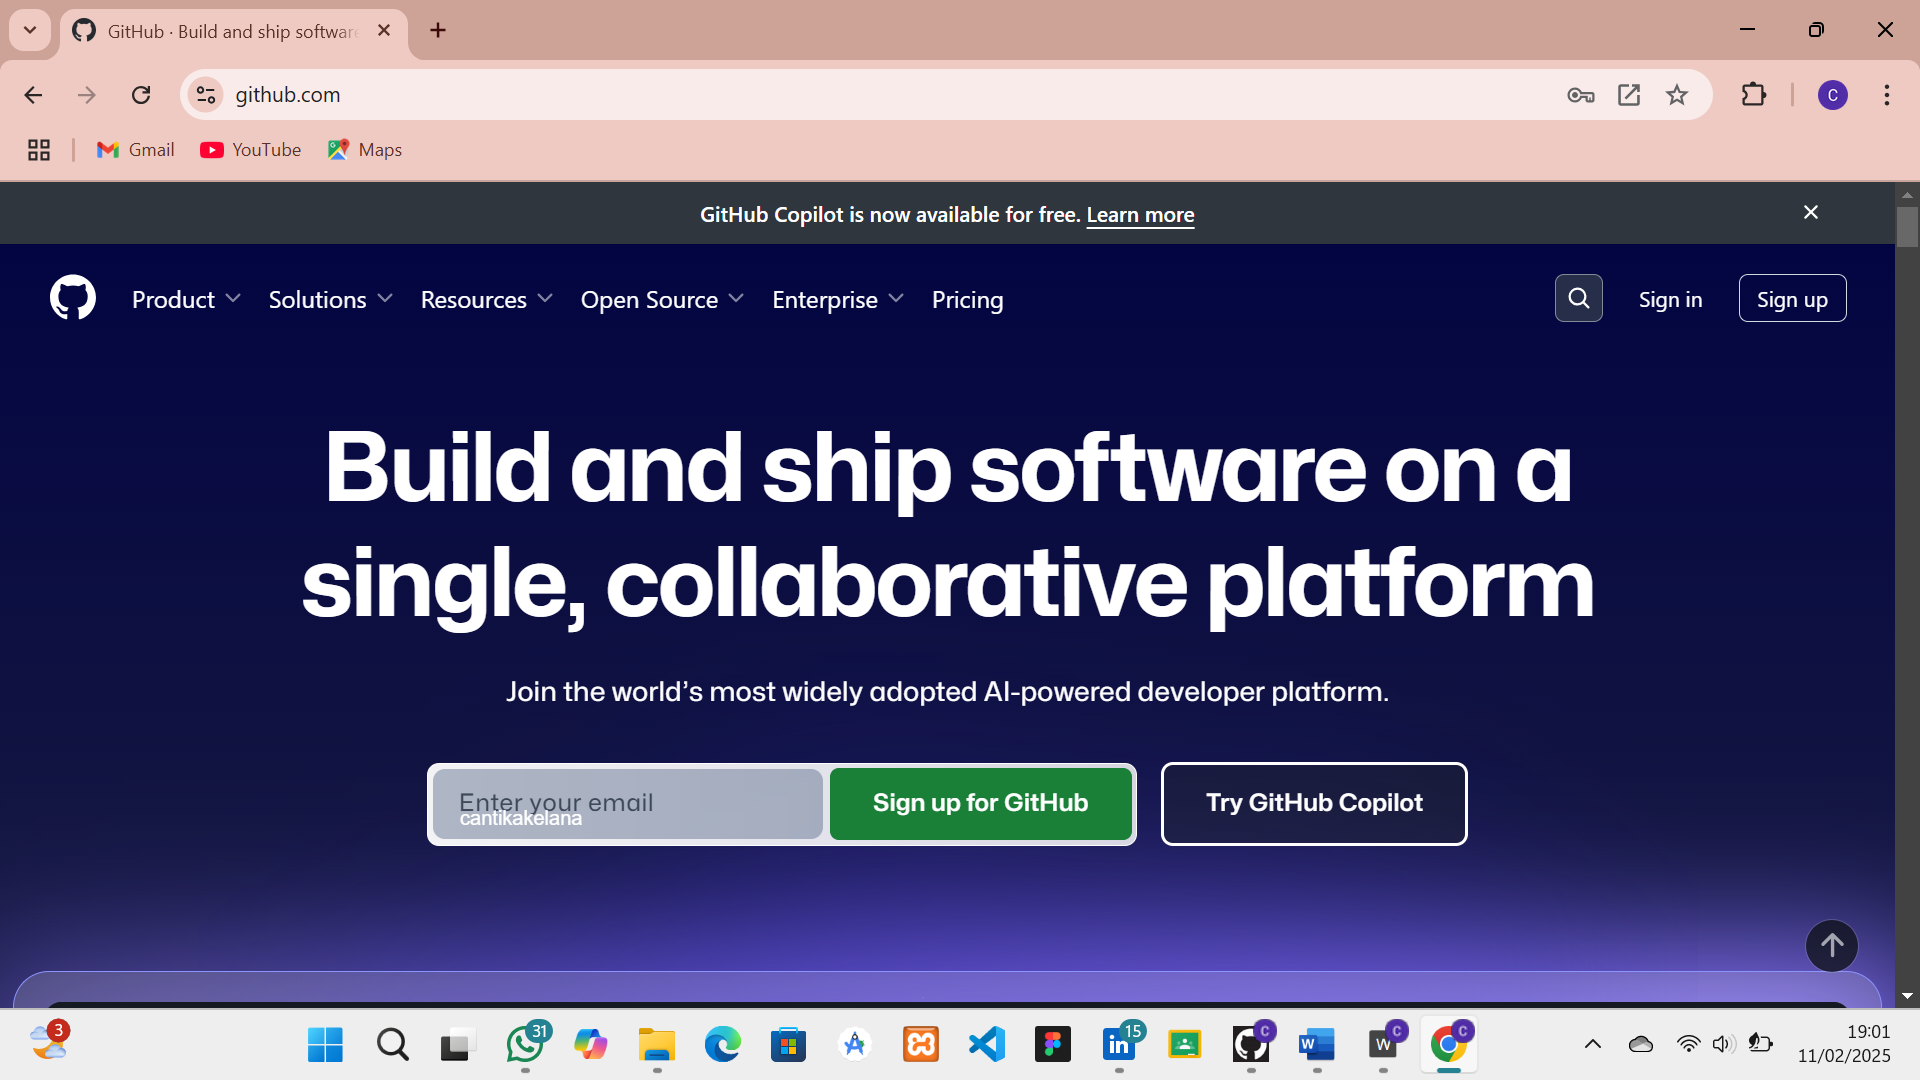 GitHub · Build and ship software
github.com
Gmail
YouTube
Maps
GitHub Copilot is now available for free. Learn more
Product
Solutions
Resources
Open Source
Enterprise
Pricing
Sign in
Sign up
Build and ship software on a
single, collaborative platform
Join the world’s most widely adopted AI-powered developer platform.
Enter your email
cantikakelana
Sign up for GitHub
Try GitHub Copilot
3
31
15
C
C
C
C
W
W
19:01
11/02/2025